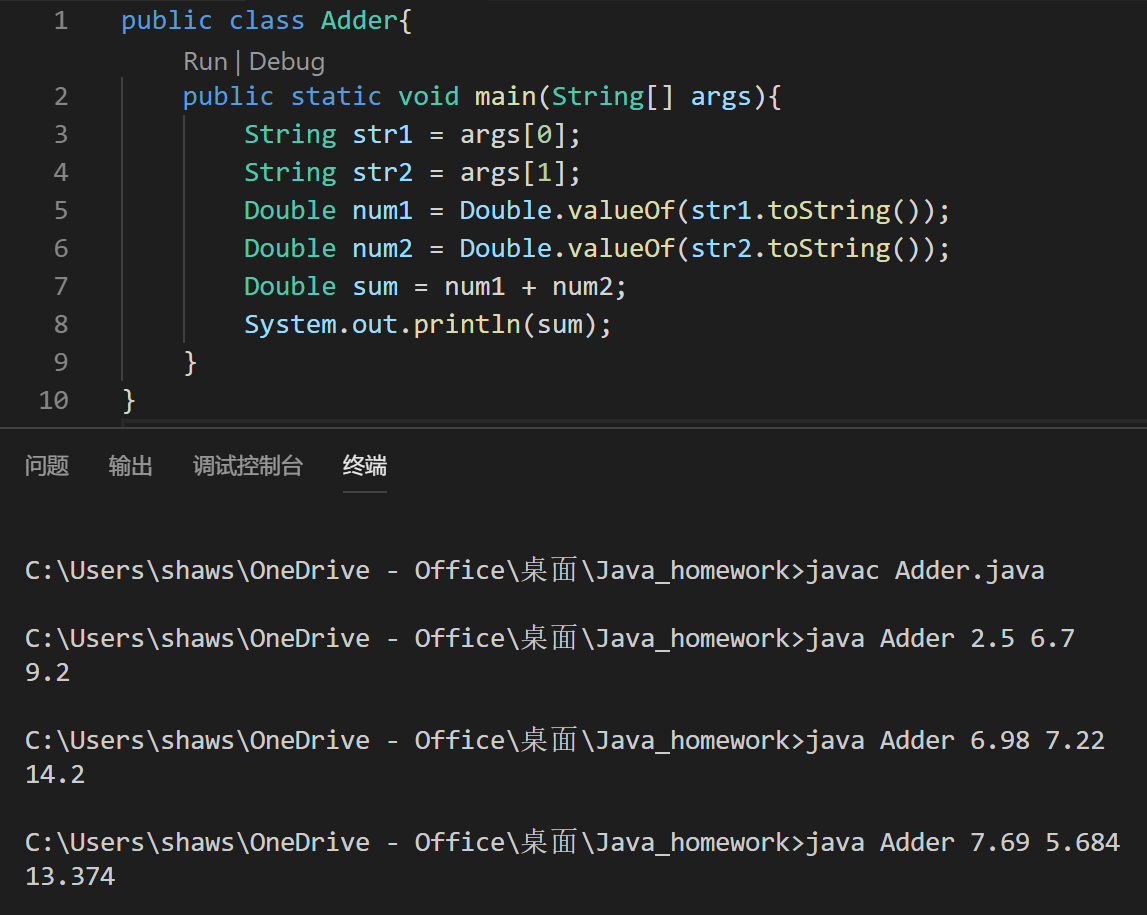 1 public class Adder{
Run | Debug
2 public static void main(String[] args){
3 String str1 = args[0];
4 String str2 = args[1];
5 Double num1 = Double.valueOf(str1.toString());
6 Double num2 = Double.valueOf(str2.toString());
7 Double sum = num1 + num2;
8 System.out.println(sum);
9 }
10 }
问题 输出 调试控制台 终端
C:\Users\shaws\OneDrive - Office\桌面\Java_homework>javac Adder.java
C:\Users\shaws\OneDrive - Office\桌面\Java_homework>java Adder 2.5 6.7
9.2
C:\Users\shaws\OneDrive - Office\桌面\Java_homework>java Adder 6.98 7.22
14.2
C:\Users\shaws\OneDrive - Office\桌面\Java_homework>java Adder 7.69 5.684
13.374